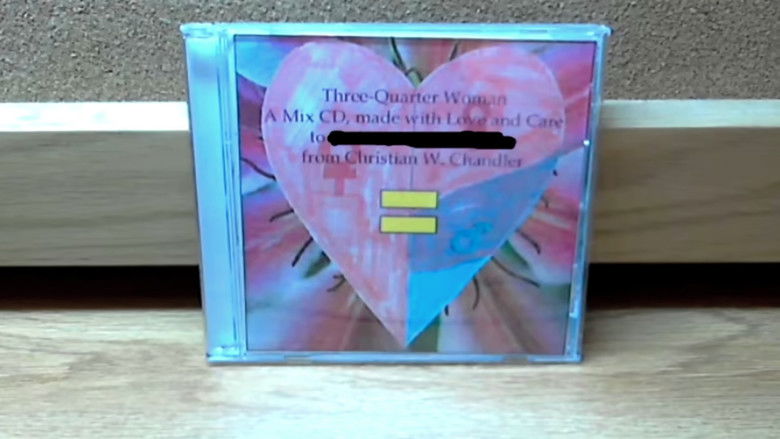 Three-Quarter Woman
A Mix CD, made with Love and Care
to
from Christian W. Chandler